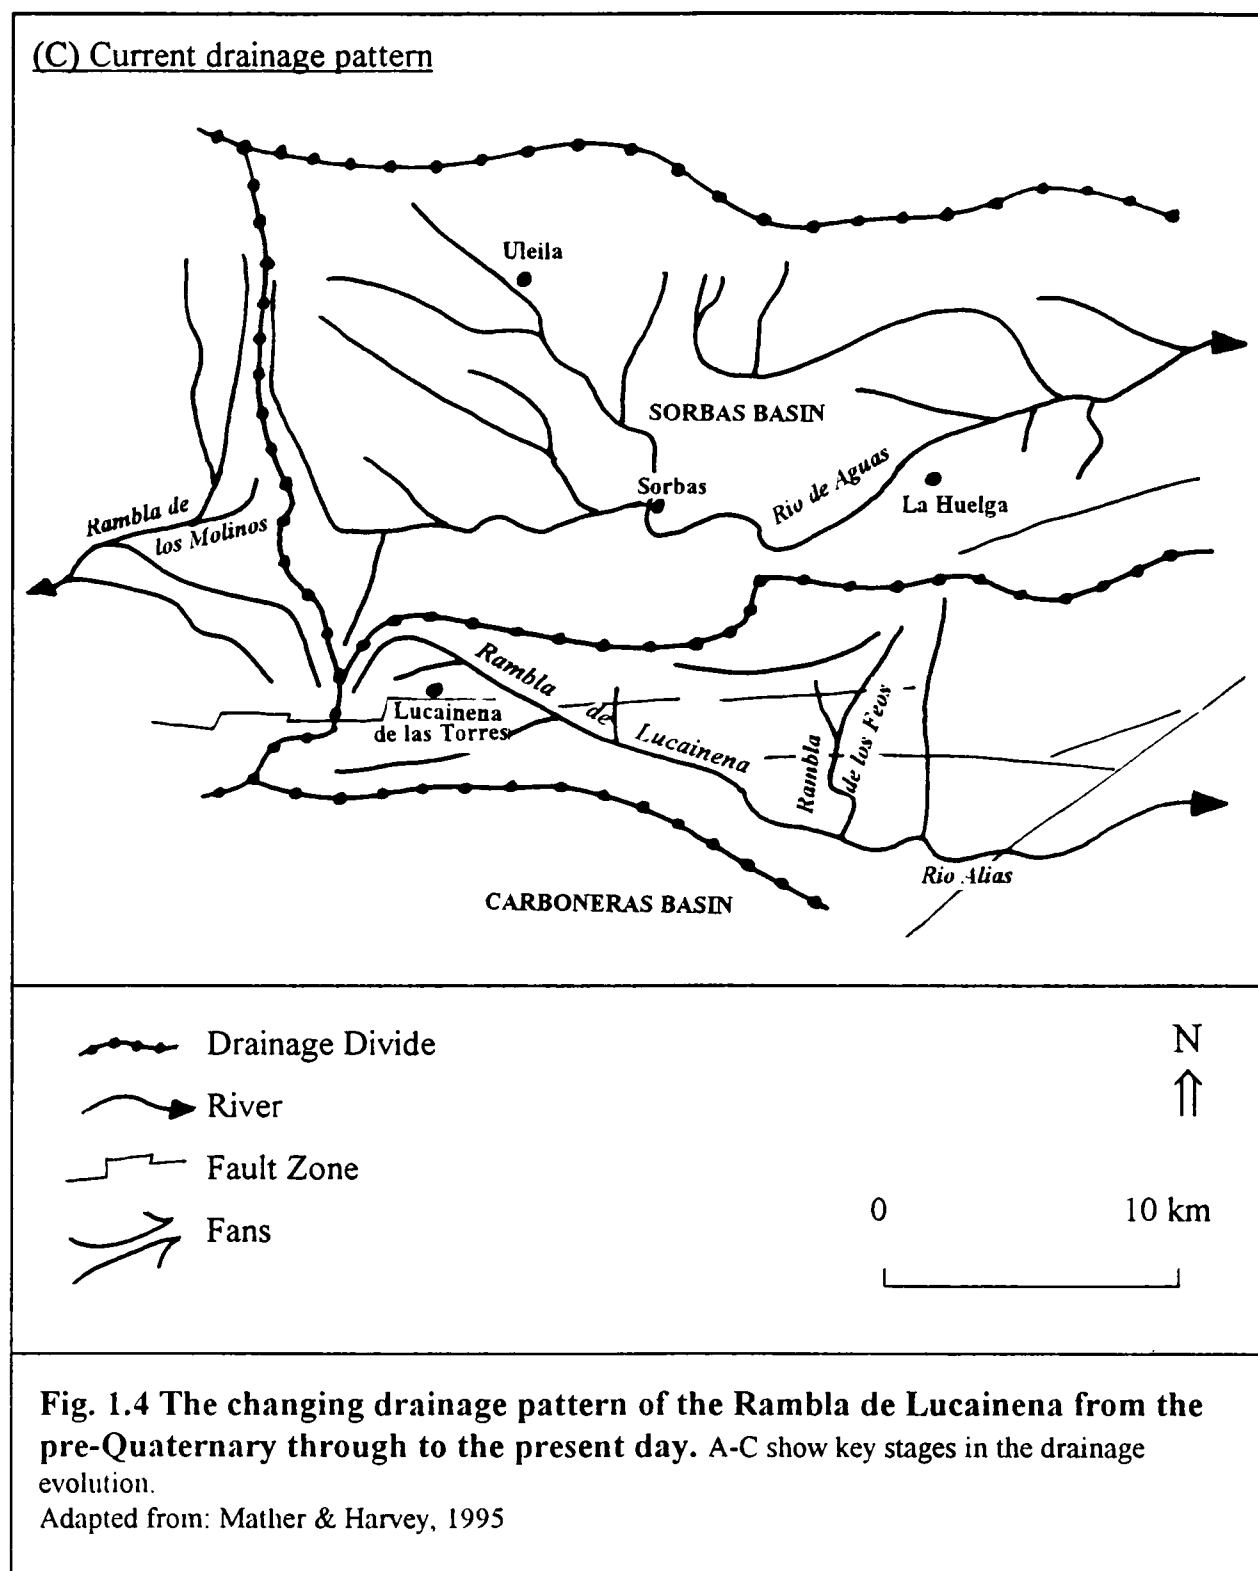 (C) Current drainage pattern
Uleila
SORBAS BASIN
Sorbas
Rio de Aguas
La Huelga
Rambla de
los Molinos
Rambla de Lucainena
Lucainena
de las Torres
Rambla
de los Feos
Rio Alias
CARBONERAS BASIN
Drainage Divide
River
Fault Zone
Fans
N
0 10 km
Fig. 1.4 The changing drainage pattern of the Rambla de Lucainena from the
pre-Quaternary through to the present day. A-C show key stages in the drainage
evolution.
Adapted from: Mather & Harvey, 1995